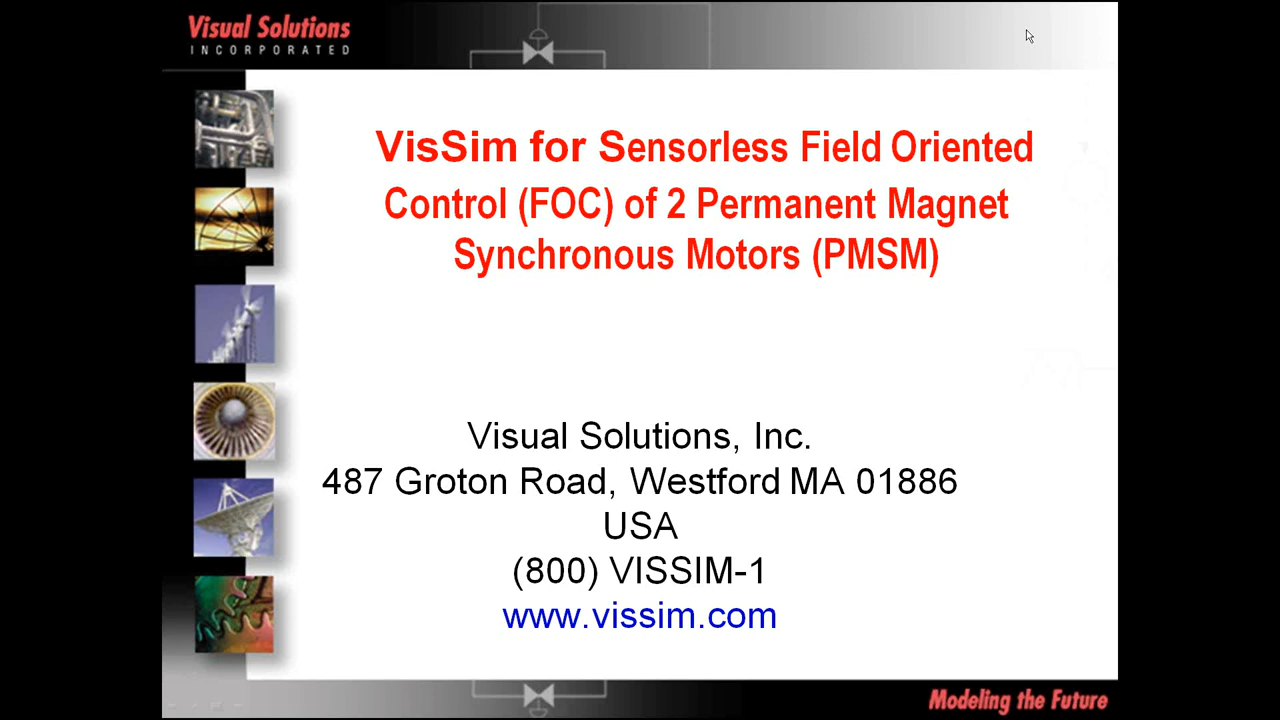 Visual Solutions
INCORPORATED
VisSim for Sensorless Field Oriented
Control (FOC) of 2 Permanent Magnet
Synchronous Motors (PMSM)
Visual Solutions, Inc.
487 Groton Road, Westford MA 01886
USA
(800) VISSIM-1
www.vissim.com
Modeling the Future